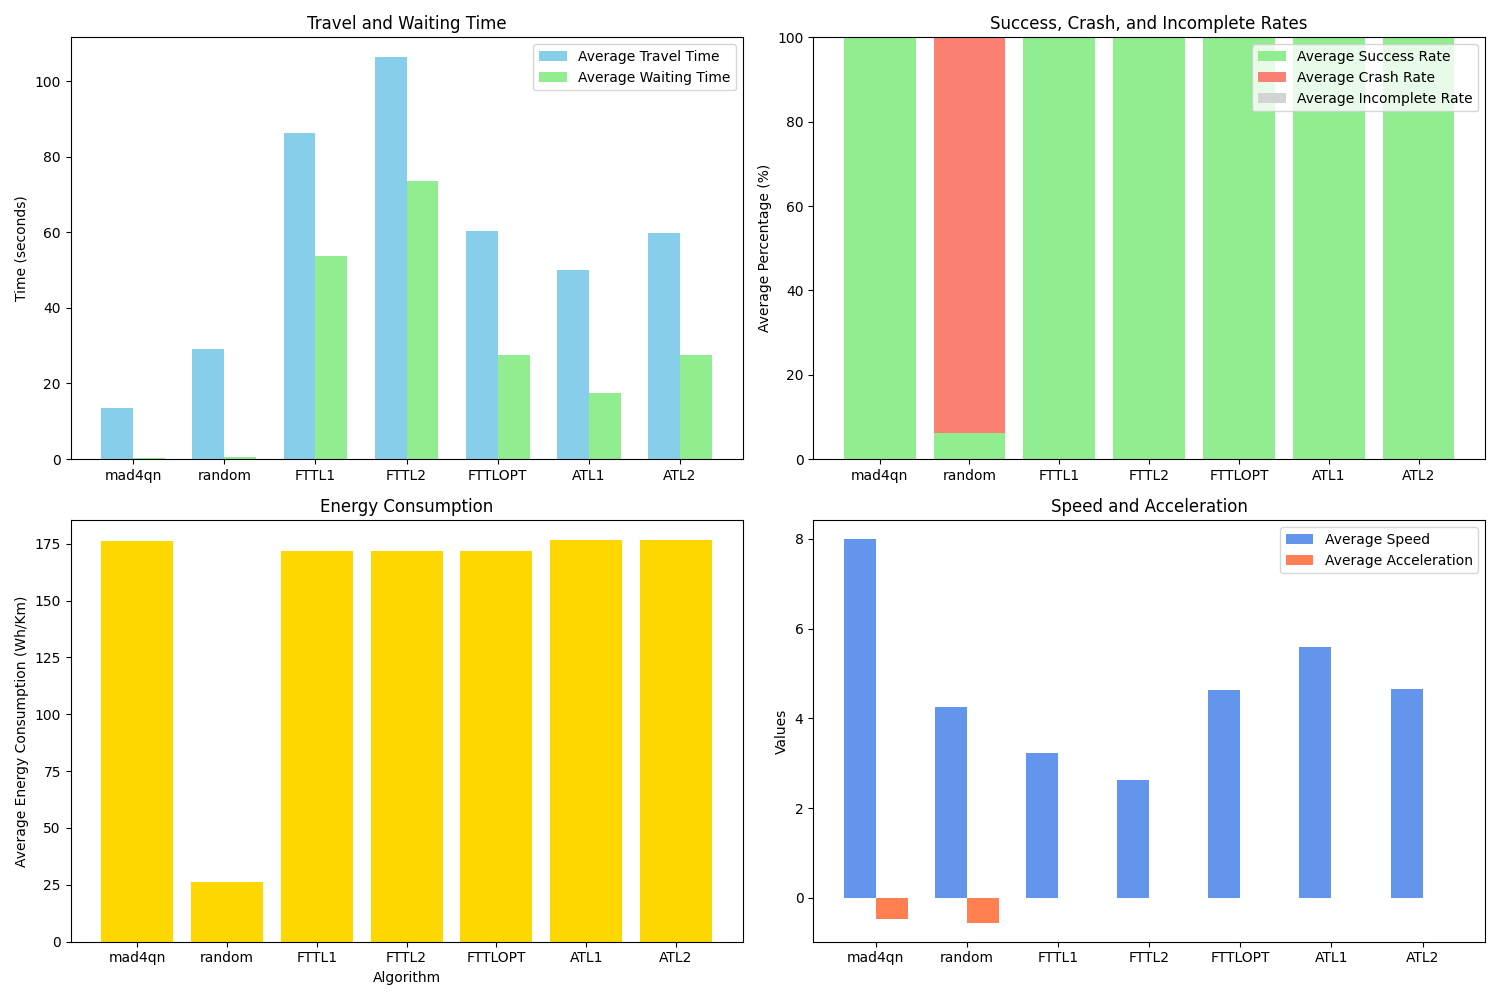 Travel and Waiting Time
Time (seconds)
100
80
60
40
20
0
Average Travel Time
Average Waiting Time
mad4qn random FTTL1 FTTL2 FTTLOPT ATL1 ATL2
Success, Crash, and Incomplete Rates
Average Percentage (%)
100
80
60
40
20
0
Average Success Rate
Average Crash Rate
Average Incomplete Rate
mad4qn random FTTL1 FTTL2 FTTLOPT ATL1 ATL2
Energy Consumption
Average Energy Consumption (Wh/Km)
175
150
125
100
75
50
25
0
mad4qn random FTTL1 FTTL2 FTTLOPT ATL1 ATL2
Algorithm
Speed and Acceleration
Values
8
6
4
2
0
Average Speed
Average Acceleration
mad4qn random FTTL1 FTTL2 FTTLOPT ATL1 ATL2